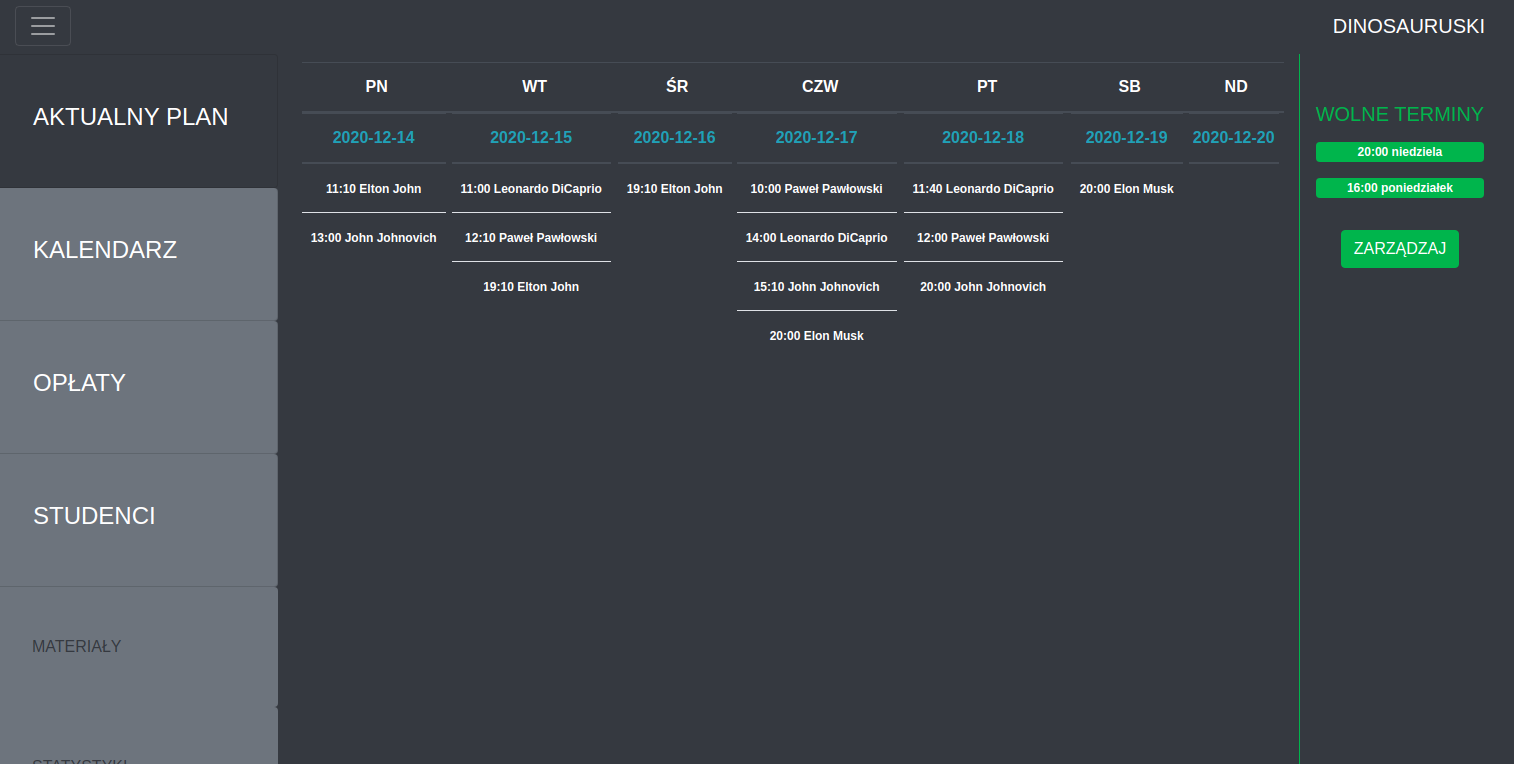 DINOSAURUSKI
AKTUALNY PLAN
KALENDARZ
OPŁATY
STUDENCI
MATERIAŁY
STATYSTYKI
PN WT ŚR CZW PT SB ND
2020-12-14 2020-12-15 2020-12-16 2020-12-17 2020-12-18 2020-12-19 2020-12-20
11:10 Elton John 11:00 Leonardo DiCaprio 19:10 Elton John 10:00 Paweł Pawłowski 11:40 Leonardo DiCaprio 20:00 Elon Musk
13:00 John Johnovich 12:10 Paweł Pawłowski 14:00 Leonardo DiCaprio 12:00 Paweł Pawłowski
19:10 Elton John 15:10 John Johnovich 20:00 John Johnovich
20:00 Elon Musk
WOLNE TERMINY
20:00 niedziela
16:00 poniedziałek
ZARZĄDZAJ